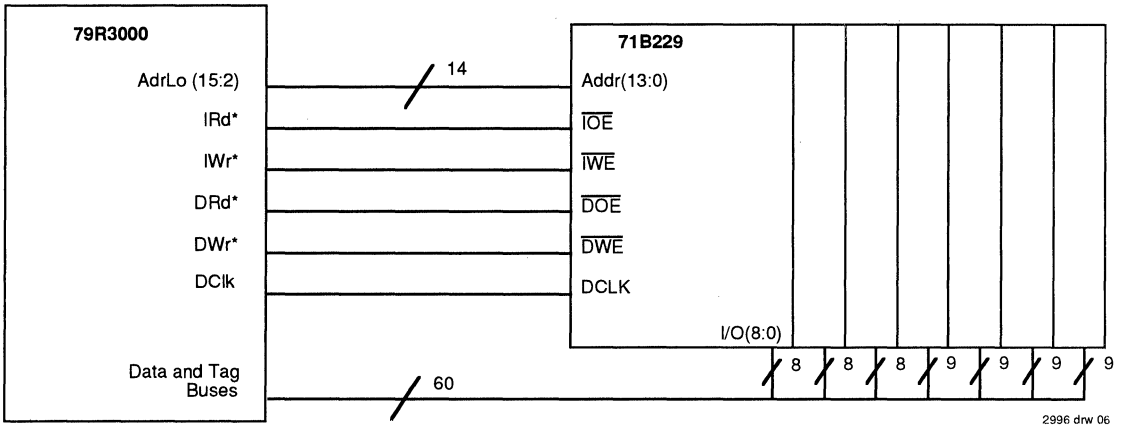 79R3000
71B229
AdrLo (15:2)
14
Addr(13:0)
IRd*
IOE
IWr*
IWE
DRd*
DOE
DWr*
DWE
DClk
DCLK
I/O(8:0)
8 8 8 9 9 9 9
Data and Tag
Buses
60
2996 drw 06